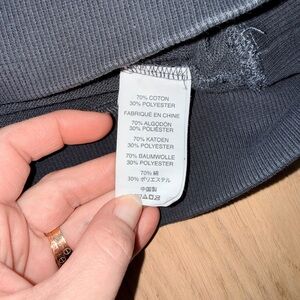 70% COTTON
30% POLYESTER
FABRIQUÉ EN CHINE
70% ALGODÓN
30% POLIÉSTER
70% KATOEN
30% POLYESTER
70% BAUMWOLLE
30% POLYESTER
70% 綿
30% ポリエステル
中国製